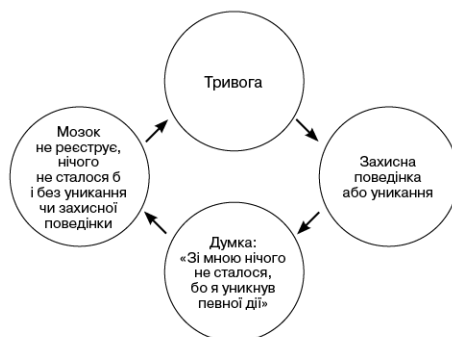 Тривога
Захисна
поведінка
або уникання
Думка:
«Зі мною нічого
не сталося,
бо я уникнув
певної дії»
Мозок
не реєструє,
нічого
не сталося б
і без уникання
чи захисної
поведінки